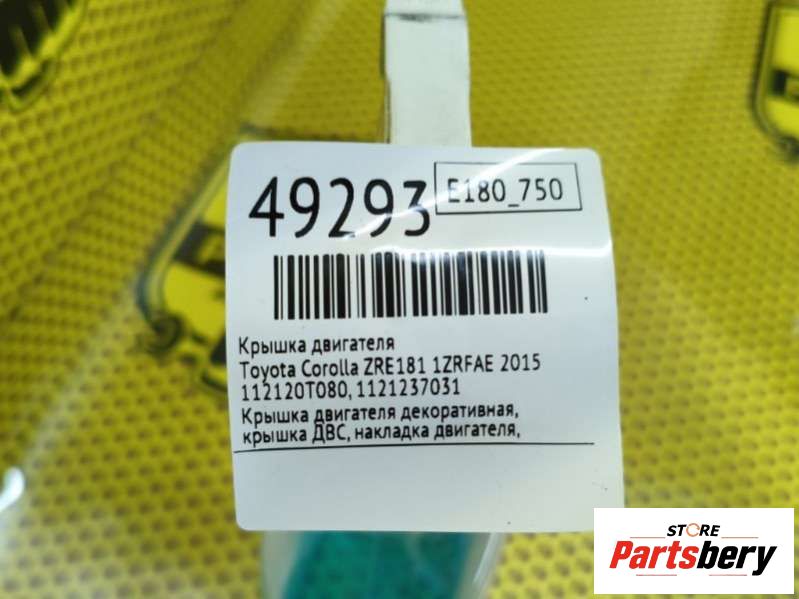 49293
E180_750
Крышка двигателя
Toyota Corolla ZRE181 1ZRFAE 2015
112120T080, 1121237031
Крышка двигателя декоративная,
крышка ДВС, накладка двигателя,
STORE
Partsbery